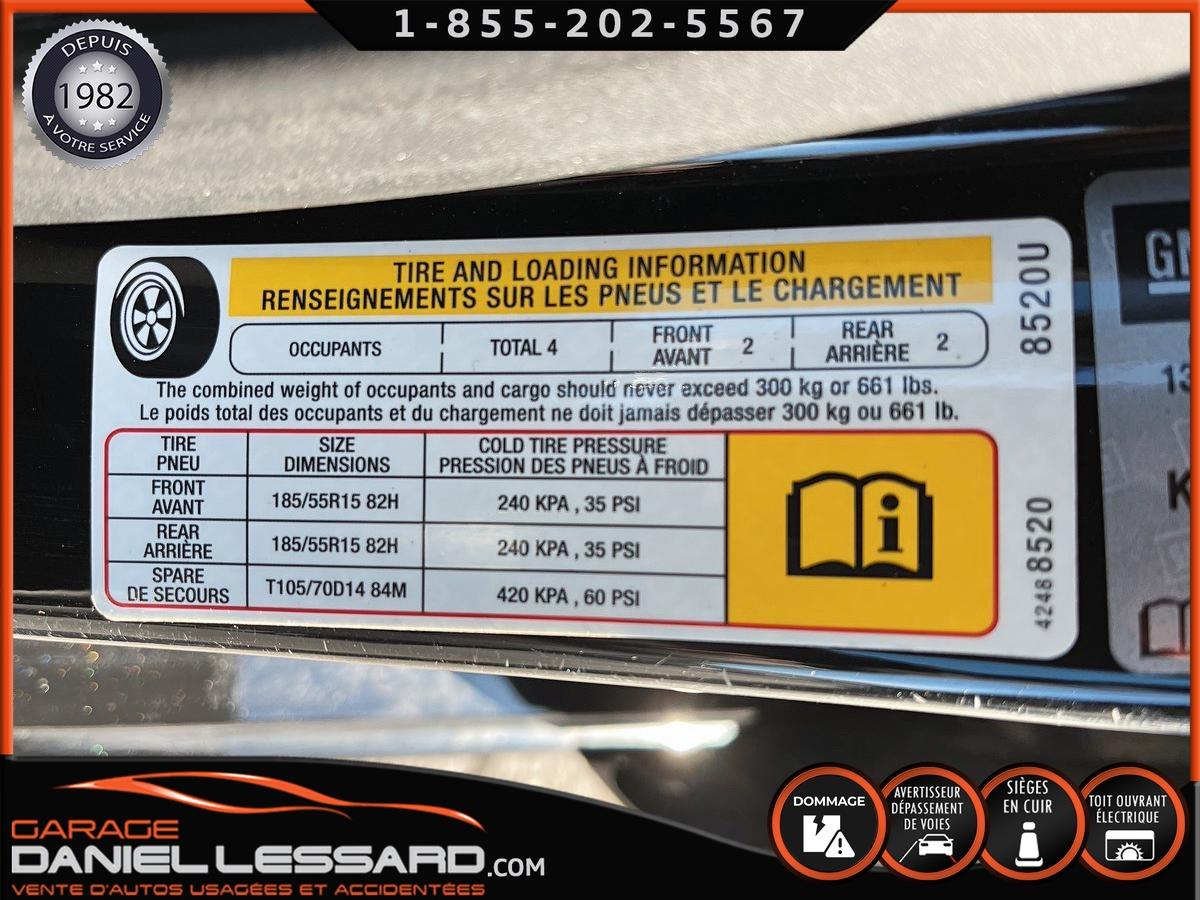 1-855-202-5567
DEPUIS
1982
À VOTRE SERVICE
TIRE AND LOADING INFORMATION
RENSEIGNEMENTS SUR LES PNEUS ET LE CHARGEMENT
OCCUPANTS TOTAL 4 FRONT AVANT 2 REAR ARRIÈRE 2
The combined weight of occupants and cargo should never exceed 300 kg or 661 lbs.
Le poids total des occupants et du chargement ne doit jamais dépasser 300 kg ou 661 lb.
TIRE PNEU SIZE DIMENSIONS COLD TIRE PRESSURE PRESSION DES PNEUS À FROID
FRONT AVANT 185/55R15 82H 240 KPA , 35 PSI
REAR ARRIÈRE 185/55R15 82H 240 KPA , 35 PSI
SPARE DE SECOURS T105/70D14 84M 420 KPA , 60 PSI
8520U
42488520
GM
13
K
GARAGE
DANIEL LESSARD.COM
VENTE D'AUTOS USAGÉES ET ACCIDENTÉES
DOMMAGE
AVERTISSEUR
DÉPASSEMENT
DE VOIES
SIÈGES
EN CUIR
TOIT OUVRANT
ÉLECTRIQUE